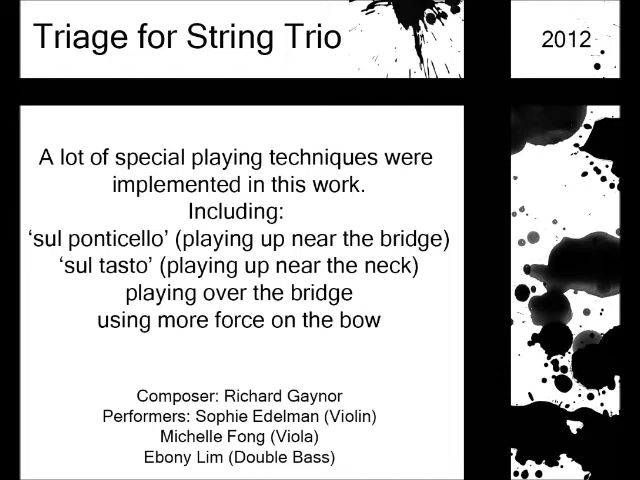 Triage for String Trio
2012
A lot of special playing techniques were
implemented in this work.
Including:
‘sul ponticello’ (playing up near the bridge)
‘sul tasto’ (playing up near the neck)
playing over the bridge
using more force on the bow
Composer: Richard Gaynor
Performers: Sophie Edelman (Violin)
Michelle Fong (Viola)
Ebony Lim (Double Bass)